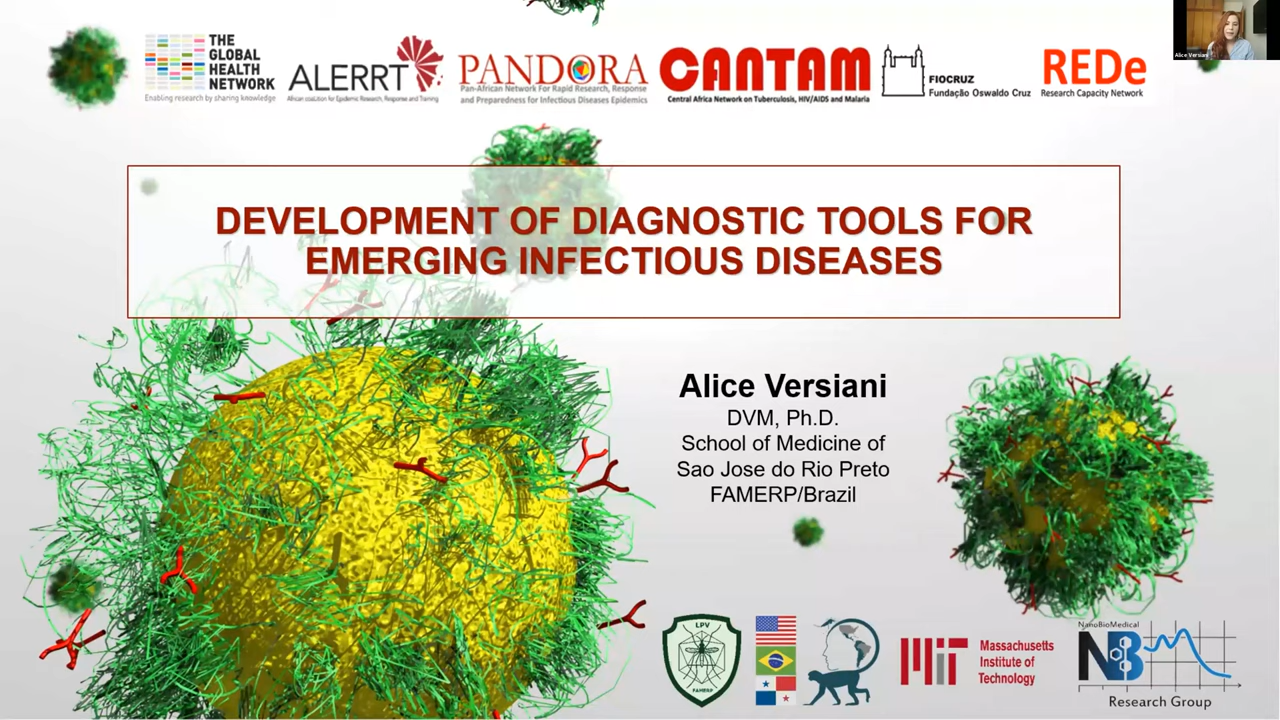 THE
GLOBAL
HEALTH
NETWORK
Enabling research by sharing knowledge
ALERRT
African coaLition for Epidemic Research, Response and Training
PANDORA
Pan-African Network For Rapid Research, Response
and Preparedness for Infectious Diseases Epidemics
CANTAM
Central Africa Network on Tuberculosis, HIV/AIDS and Malaria
FIOCRUZ
Fundação Oswaldo Cruz
REDe
Research Capacity Network
Alice Versiani
DEVELOPMENT OF DIAGNOSTIC TOOLS FOR
EMERGING INFECTIOUS DISEASES
Alice Versiani
DVM, Ph.D.
School of Medicine of
Sao Jose do Rio Preto
FAMERP/Brazil
LPV
FAMERP
MIT
Massachusetts
Institute of
Technology
NanoBioMedical
NB
Research Group